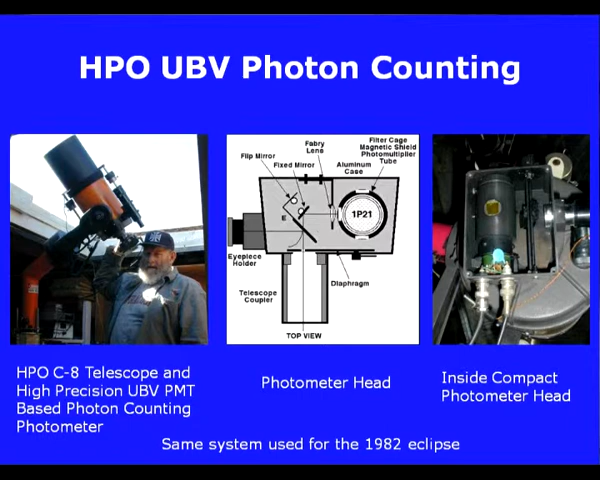 HPO UBV Photon Counting
Filter Cage
Magnetic Shield
Photomultiplier
Tube
Fabry
Lens
Flip Mirror
Fixed Mirror
Aluminum
Case
E
1P21
Eyepiece
Holder
Diaphragm
Telescope
Coupler
TOP VIEW
HPO C-8 Telescope and
High Precision UBV PMT
Based Photon Counting
Photometer
Photometer Head
Inside Compact
Photometer Head
Same system used for the 1982 eclipse